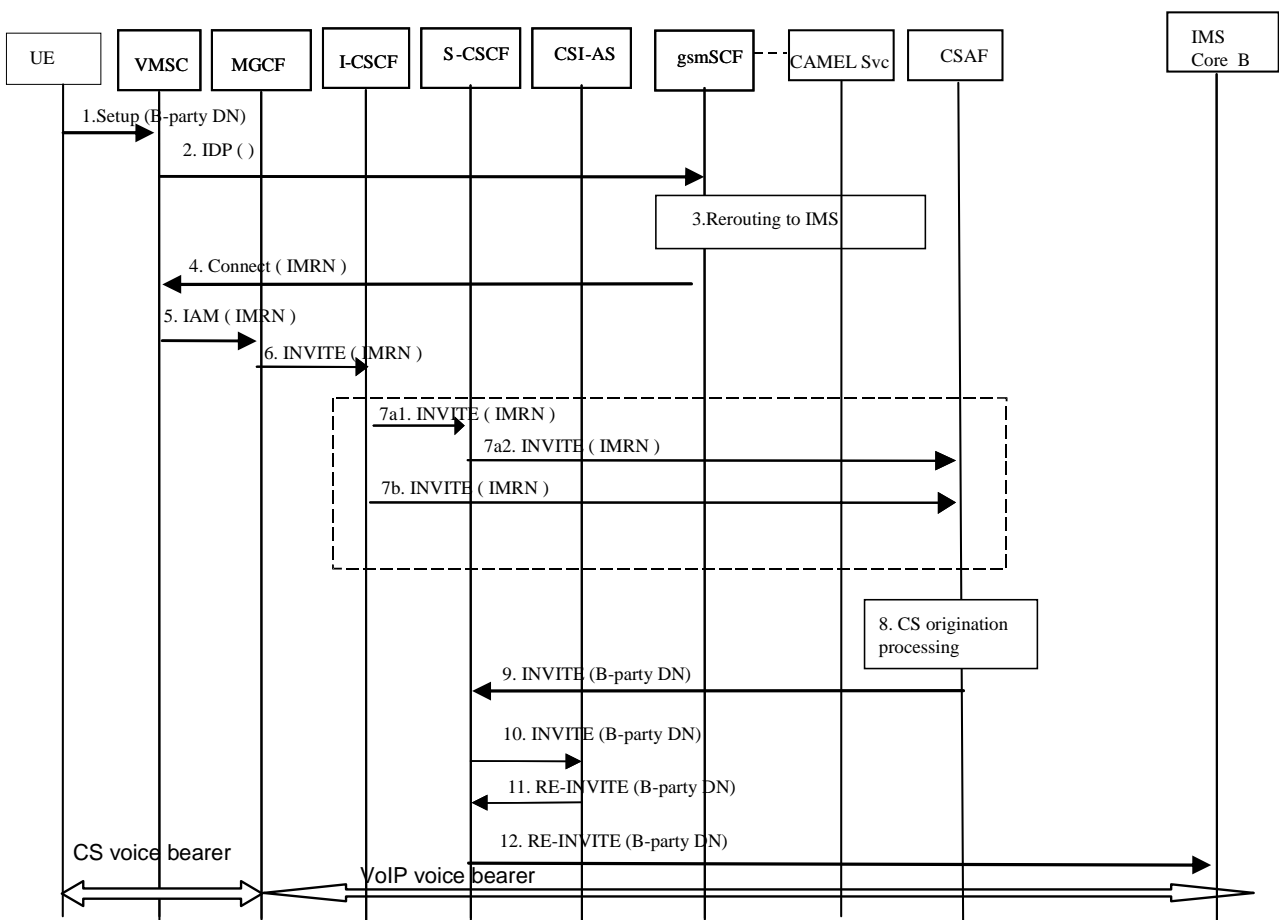 UE
VMSC
MGCF
I-CSCF
S-CSCF
CSI-AS
gsmSCF
CAMEL Svc
CSAF
IMS
Core B
1.Setup (B-party DN)
2. IDP ( )
3.Rerouting to IMS
4. Connect ( IMRN )
5. IAM ( IMRN )
6. INVITE ( IMRN )
7a1. INVITE ( IMRN )
7a2. INVITE ( IMRN )
7b. INVITE ( IMRN )
8. CS origination
processing
9. INVITE (B-party DN)
10. INVITE (B-party DN)
11. RE-INVITE (B-party DN)
12. RE-INVITE (B-party DN)
CS voice bearer
VoIP voice bearer